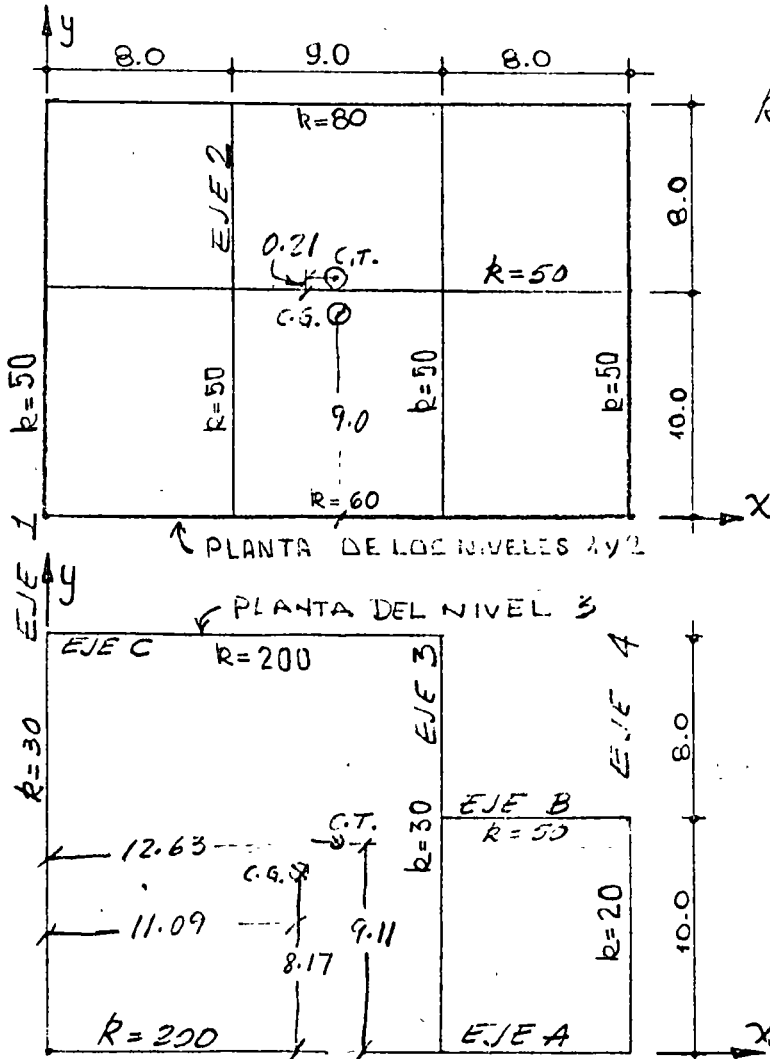 y
8.0 9.0 8.0
k=80
EJE 2
8.0
0.21 C.T.
k=50
C.G.
k=50
k=50
9.0
k=50
k=50
10.0
k=60
x
EJE 1
PLANTA DE LOS NIVELES 1 y 2
y
PLANTA DEL NIVEL 3
EJE C
k=200
EJE 3
EJE 4
8.0
k=30
EJE B
k=50
C.T.
12.63
k=30
C.G.
11.09
9.11
8.17
k=20
10.0
k=200
EJE A
x